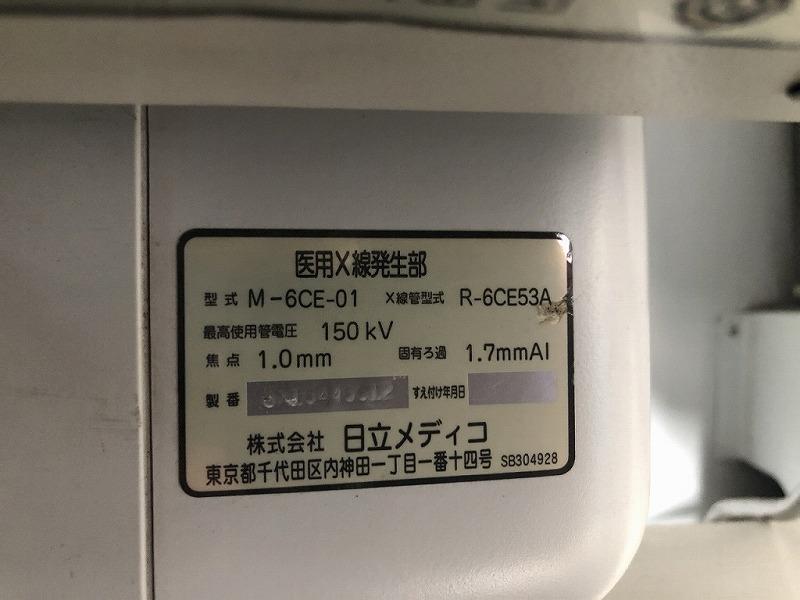 医用X線発生部
型式 M-6CE-01 X線管型式 R-6CE53A
最高使用管電圧 150kV
焦点 1.0mm 固有ろ過 1.7mmAl
製番 すえ付け年月日
株式会社 日立メディコ
東京都千代田区内神田一丁目一番十四号 SB304928